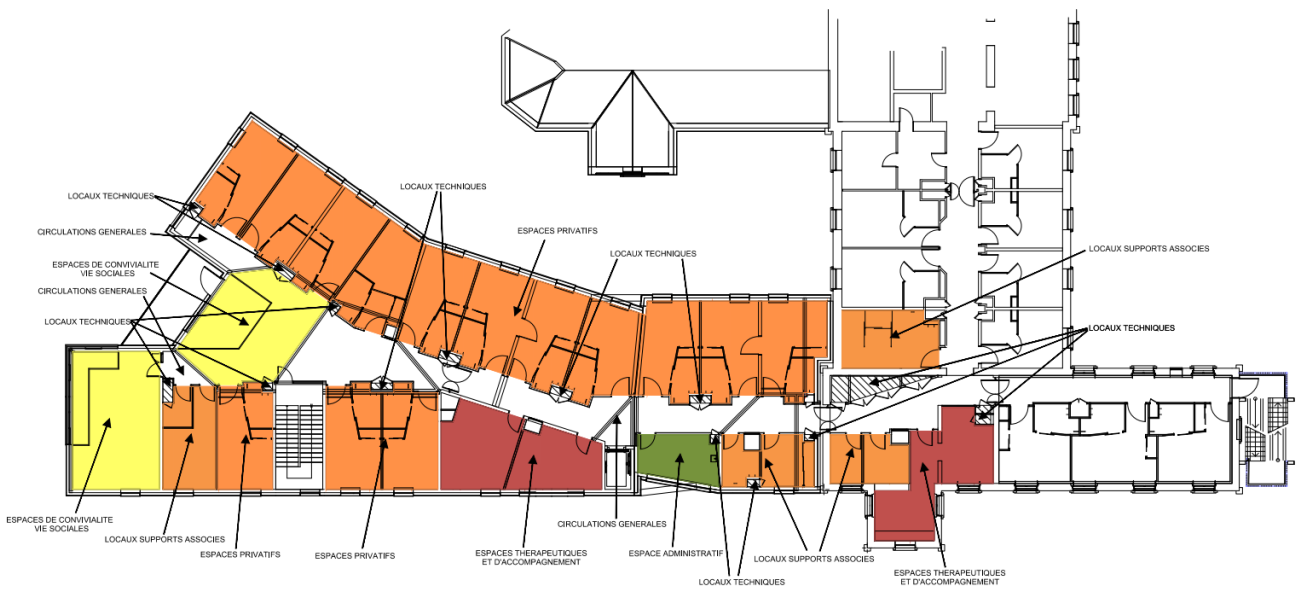 LOCAUX TECHNIQUES
LOCAUX TECHNIQUES
CIRCULATIONS GENERALES
ESPACES PRIVATIFS
LOCAUX SUPPORTS ASSOCIES
LOCAUX TECHNIQUES
ESPACES DE CONVIVIALITE
VIE SOCIALES
CIRCULATIONS GENERALES
LOCAUX TECHNIQUES
LOCAUX TECHNIQUES
ESPACES DE CONVIVIALITE
VIE SOCIALES
LOCAUX SUPPORTS ASSOCIES
ESPACES PRIVATIFS
ESPACES PRIVATIFS
ESPACES THERAPEUTIQUES
ET D'ACCOMPAGNEMENT
CIRCULATIONS GENERALES
ESPACE ADMINISTRATIF
LOCAUX TECHNIQUES
LOCAUX SUPPORTS ASSOCIES
ESPACES THERAPEUTIQUES
ET D'ACCOMPAGNEMENT